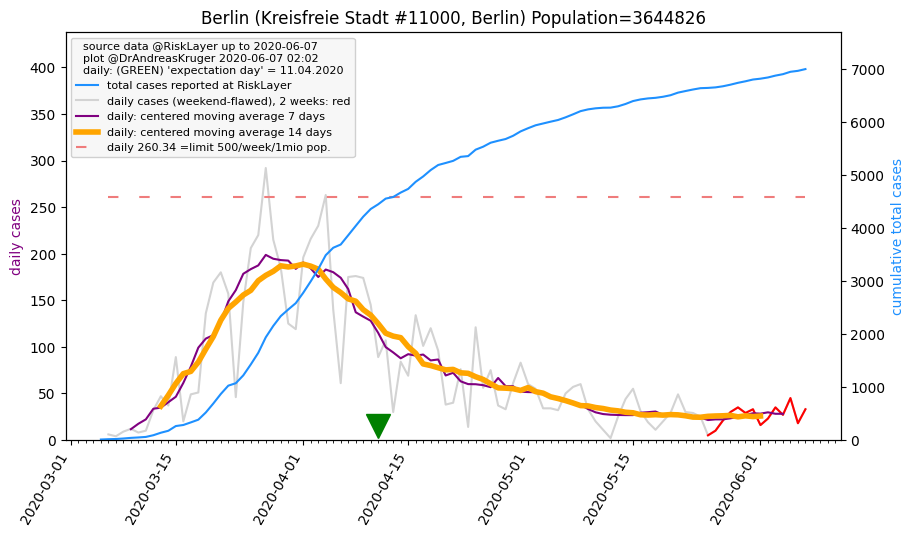 Berlin (Kreisfreie Stadt #11000, Berlin) Population=3644826
source data @RiskLayer up to 2020-06-07
plot @DrAndreasKruger 2020-06-07 02:02
daily: (GREEN) 'expectation day' = 11.04.2020
total cases reported at RiskLayer
daily cases (weekend-flawed), 2 weeks: red
daily: centered moving average 7 days
daily: centered moving average 14 days
daily 260.34 =limit 500/week/1mio pop.
daily cases
400
350
300
250
200
150
100
50
0
cumulative total cases
7000
6000
5000
4000
3000
2000
1000
0
2020-03-01
2020-03-15
2020-04-01
2020-04-15
2020-05-01
2020-05-15
2020-06-01